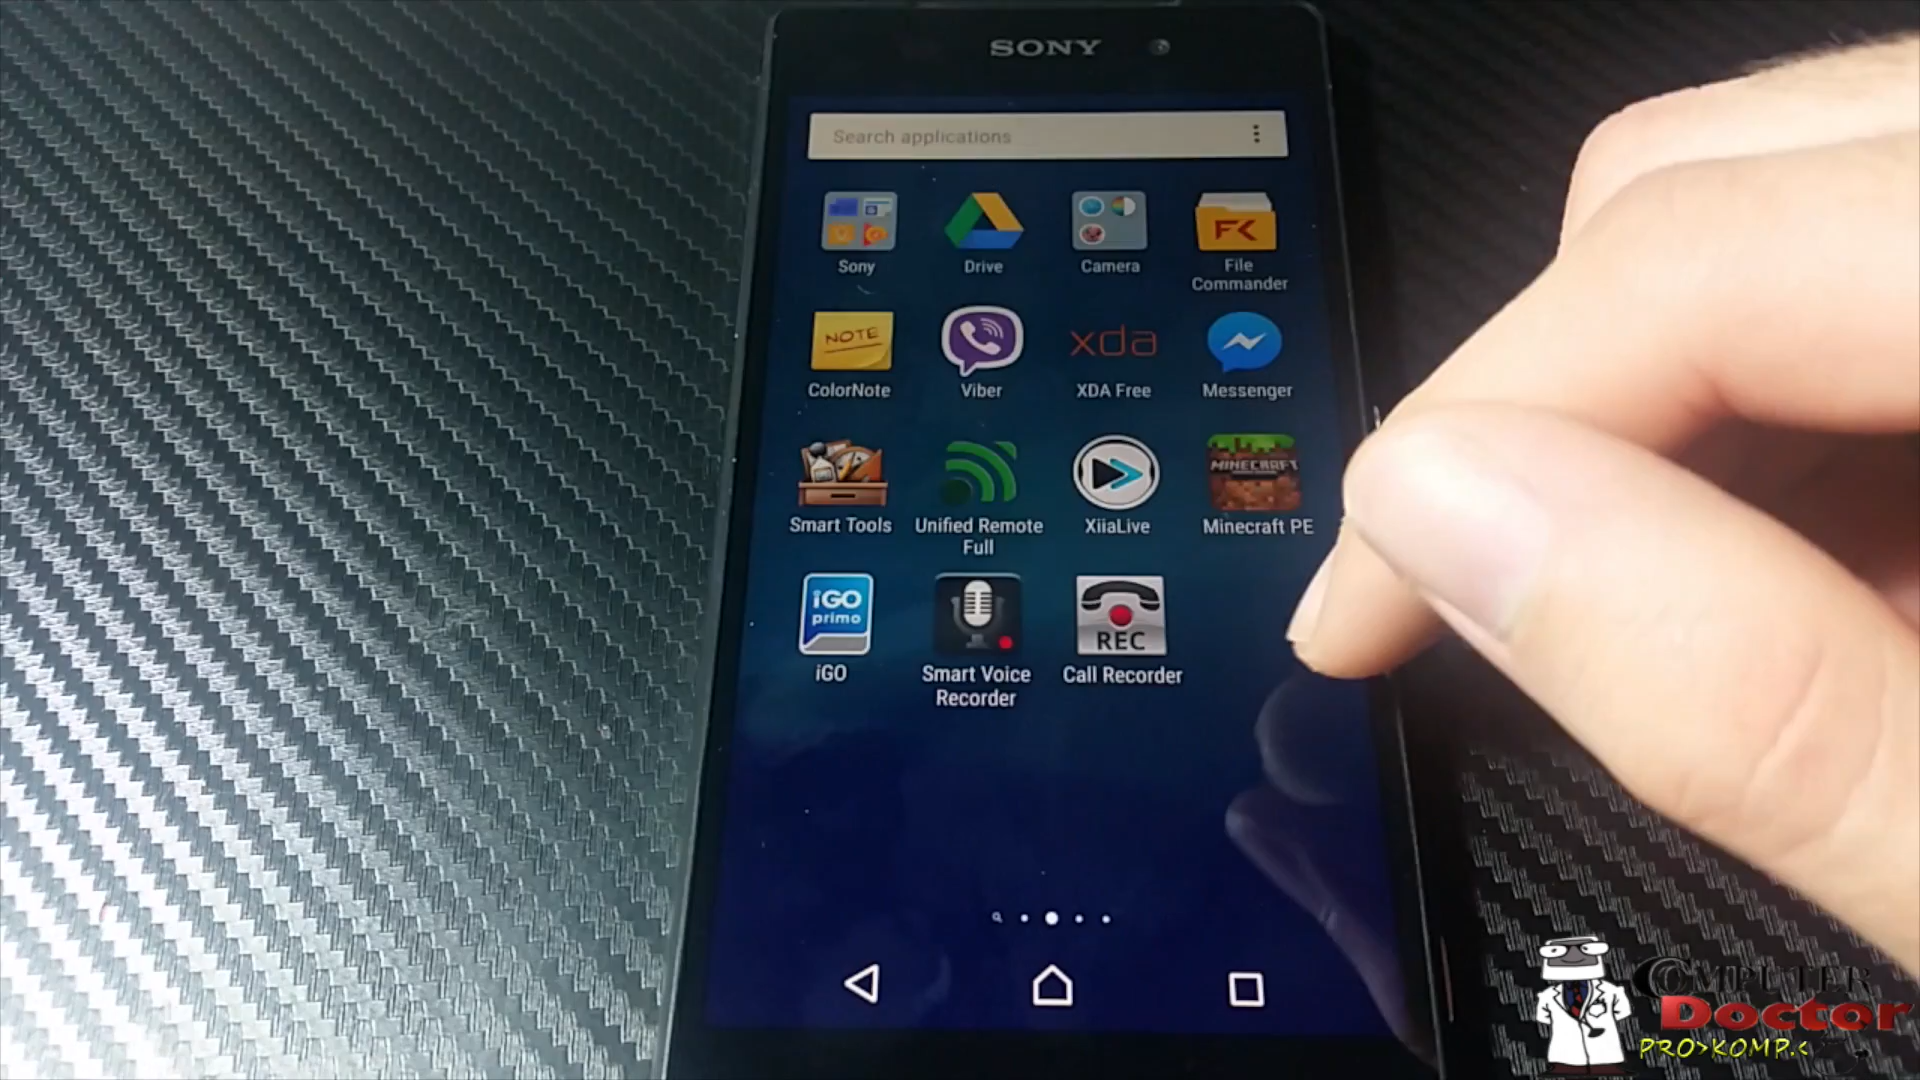 SONY
Search applications
Sony
Drive
Camera
FK
File
Commander
NOTE
xda
ColorNote
Viber
XDA Free
Messenger
MINECRAFT
Smart Tools
Unified Remote
Full
XiiaLive
Minecraft PE
iGO
primo
REC
iGO
Smart Voice
Recorder
Call Recorder
COMPUTER
Doctor
PRO>KOMP.<